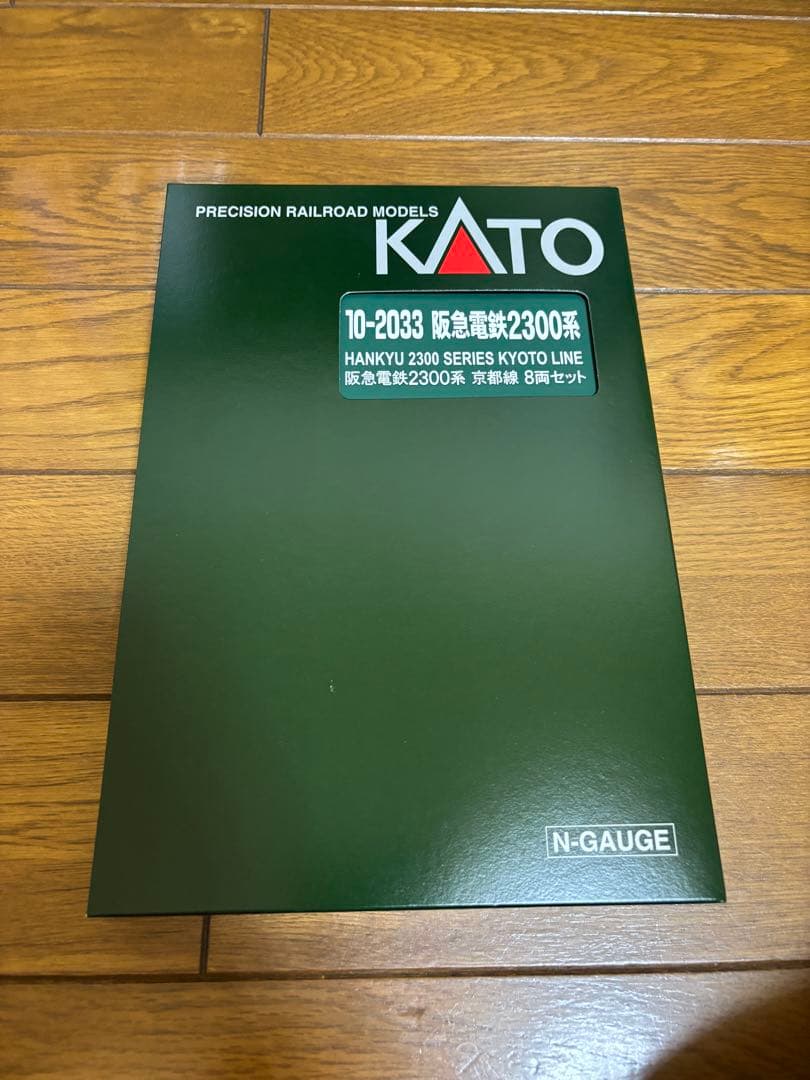 PRECISION RAILROAD MODELS
KATO
10-2033 阪急電鉄2300系
HANKYU 2300 SERIES KYOTO LINE
阪急電鉄2300系 京都線 8両セット
N-GAUGE